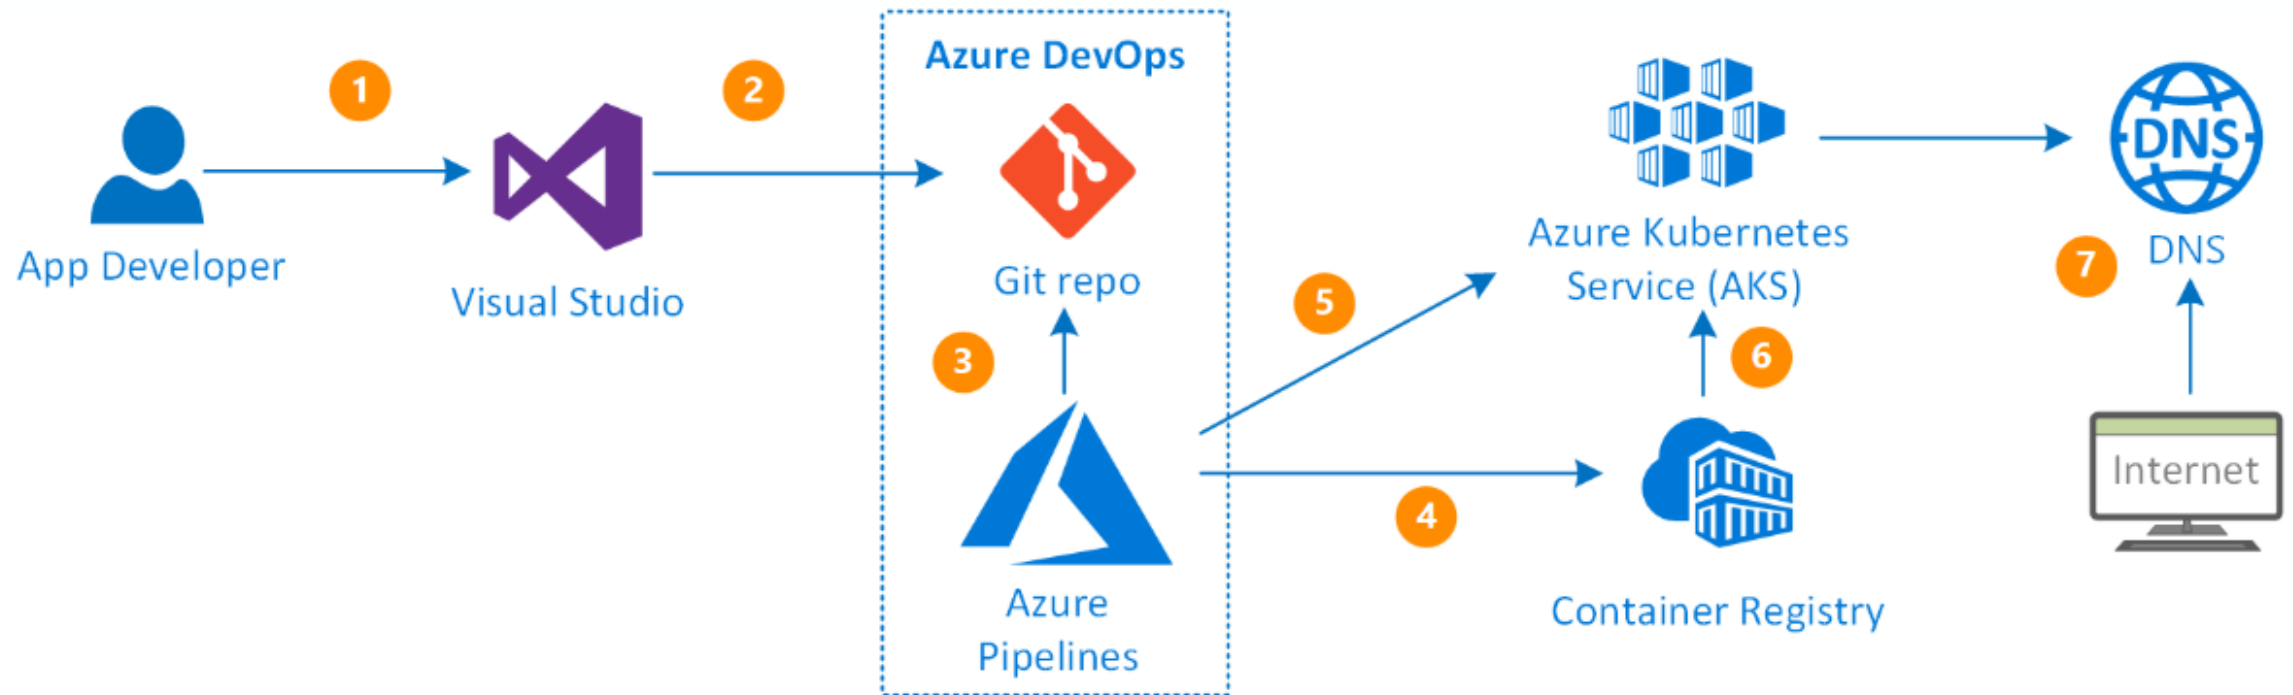 1
App Developer
Visual Studio
2
Azure DevOps
Git repo
3
Azure
Pipelines
4
5
Azure Kubernetes
Service (AKS)
6
Container Registry
DNS
7
DNS
Internet